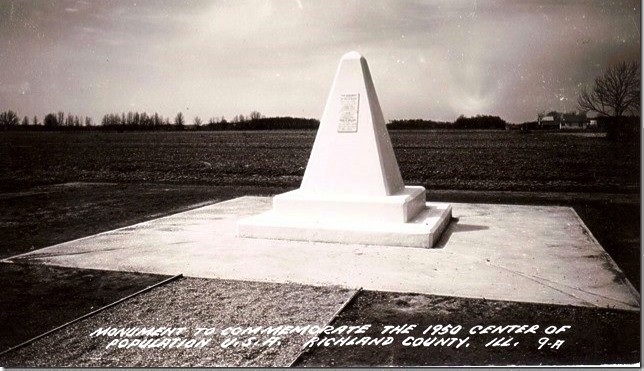 MONUMENT TO COMMEMORATE THE 1950 CENTER OF
POPULATION U.S.A. RICHLAND COUNTY, ILL. 9-A